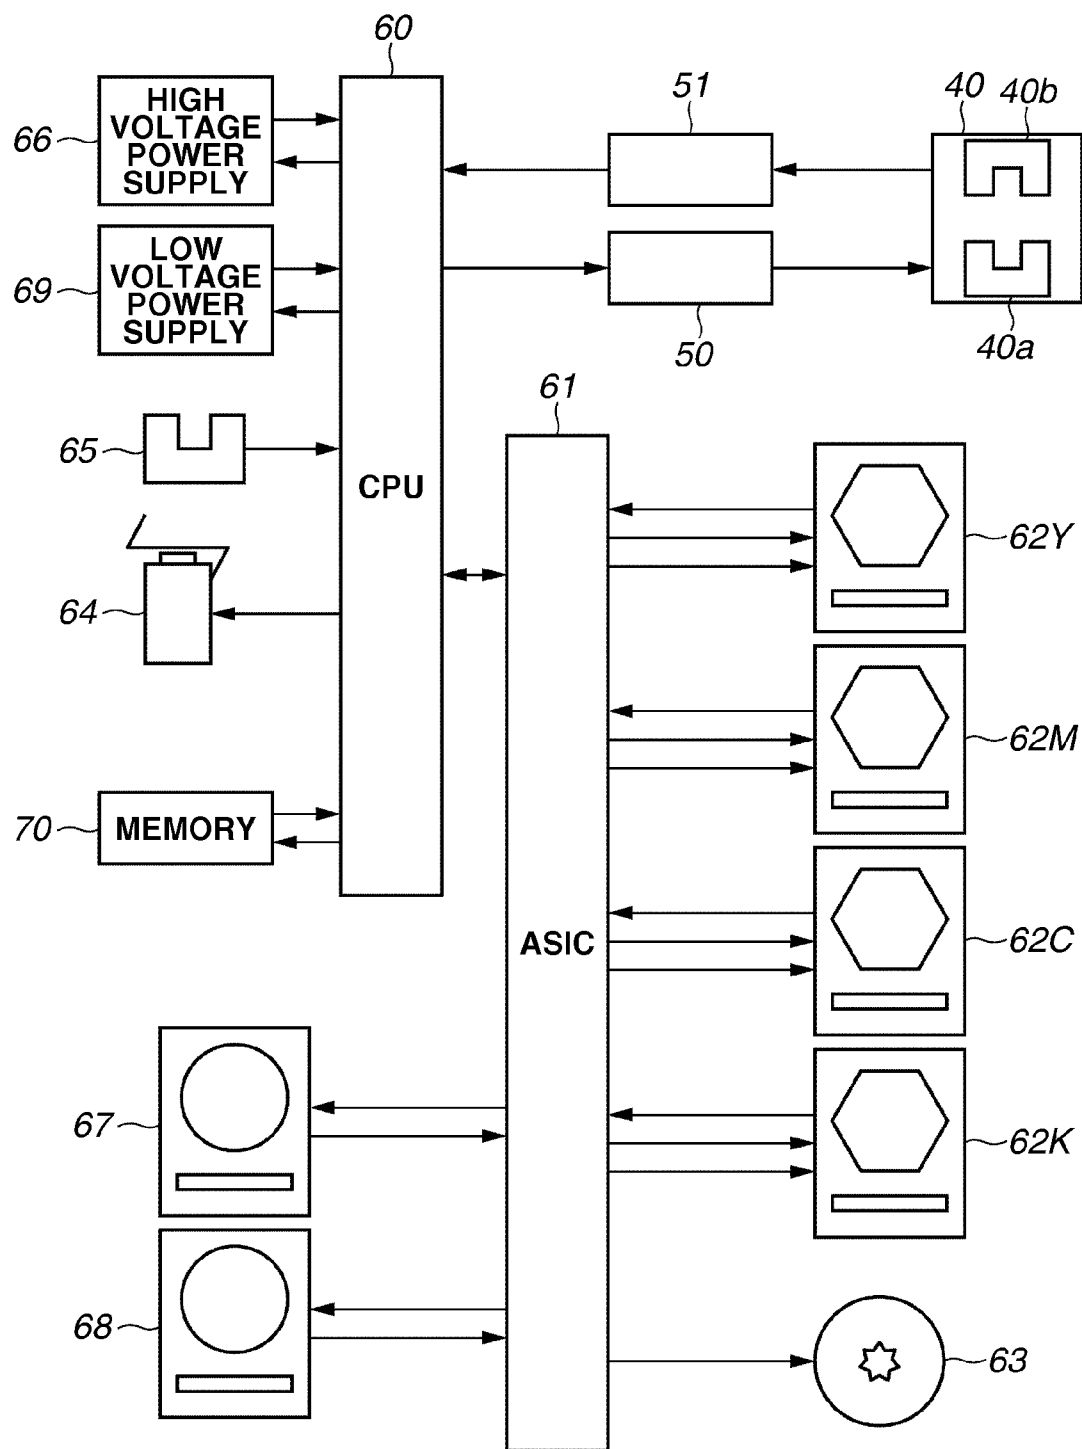 60
HIGH
VOLTAGE
POWER
SUPPLY
66
51
40
40b
LOW
VOLTAGE
POWER
SUPPLY
69
50
40a
61
65
CPU
62Y
64
62M
70
MEMORY
ASIC
62C
67
62K
68
63